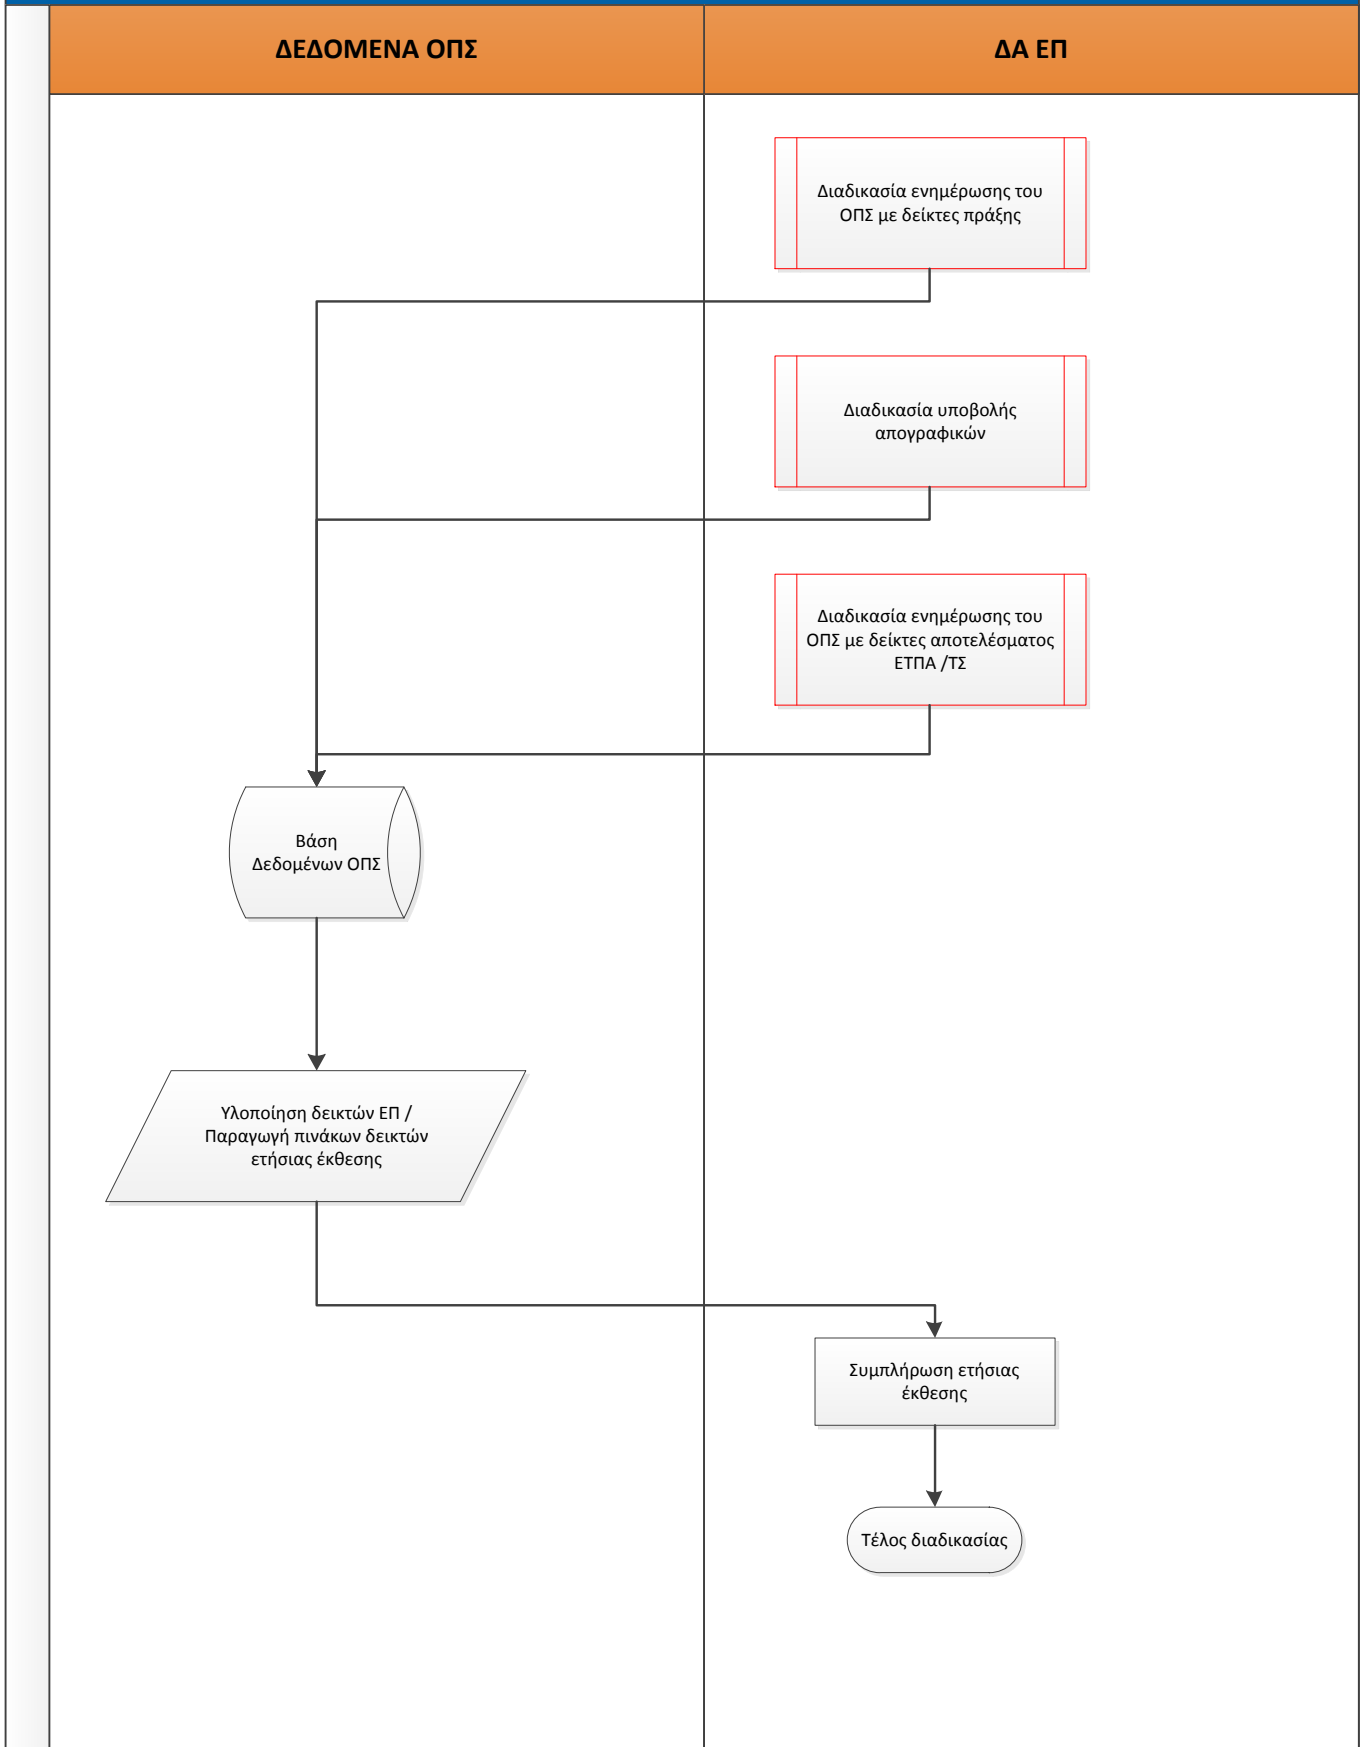 ΔΕΔΟΜΕΝΑ ΟΠΣ
ΔΑ ΕΠ
Διαδικασία ενημέρωσης του
ΟΠΣ με δείκτες πράξης
Διαδικασία υποβολής
απογραφικών
Διαδικασία ενημέρωσης του
ΟΠΣ με δείκτες αποτελέσματος
ΕΤΠΑ /ΤΣ
Βάση
Δεδομένων ΟΠΣ
Υλοποίηση δεικτών ΕΠ /
Παραγωγή πινάκων δεικτών
ετήσιας έκθεσης
Συμπλήρωση ετήσιας
έκθεσης
Τέλος διαδικασίας